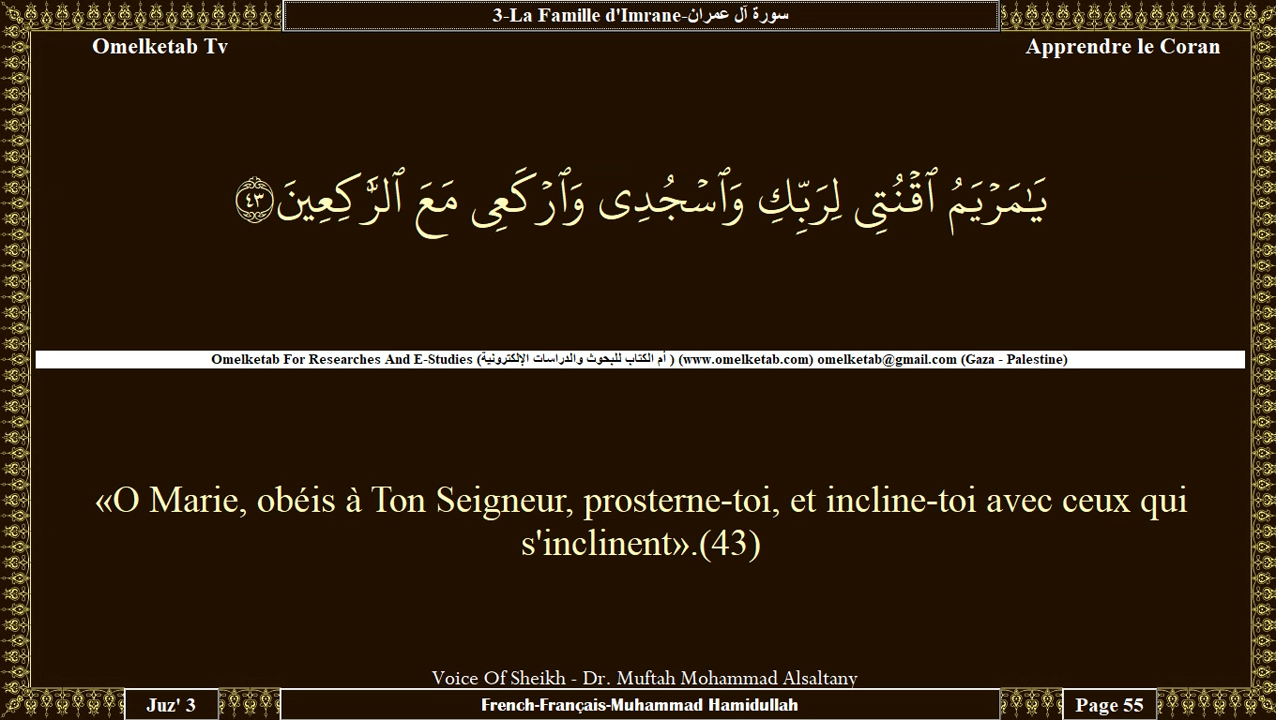 3-La Famille d'Imrane-سورة آل عمران
Omelketab Tv
Apprendre le Coran
يَـٰمَرۡيَمُ ٱقۡنُتِى لِرَبِّكِ وَٱسۡجُدِى وَٱرۡكَعِى مَعَ ٱلرَّٰكِعِينَ ٤٣
Omelketab For Researches And E-Studies (أم الكتاب للبحوث والدراسات الإلكترونية ) (www.omelketab.com) omelketab@gmail.com (Gaza - Palestine)
«O Marie, obéis à Ton Seigneur, prosterne-toi, et incline-toi avec ceux qui
s'inclinent».(43)
Voice Of Sheikh - Dr. Muftah Mohammad Alsaltany
Juz' 3
French-Français-Muhammad Hamidullah
Page 55